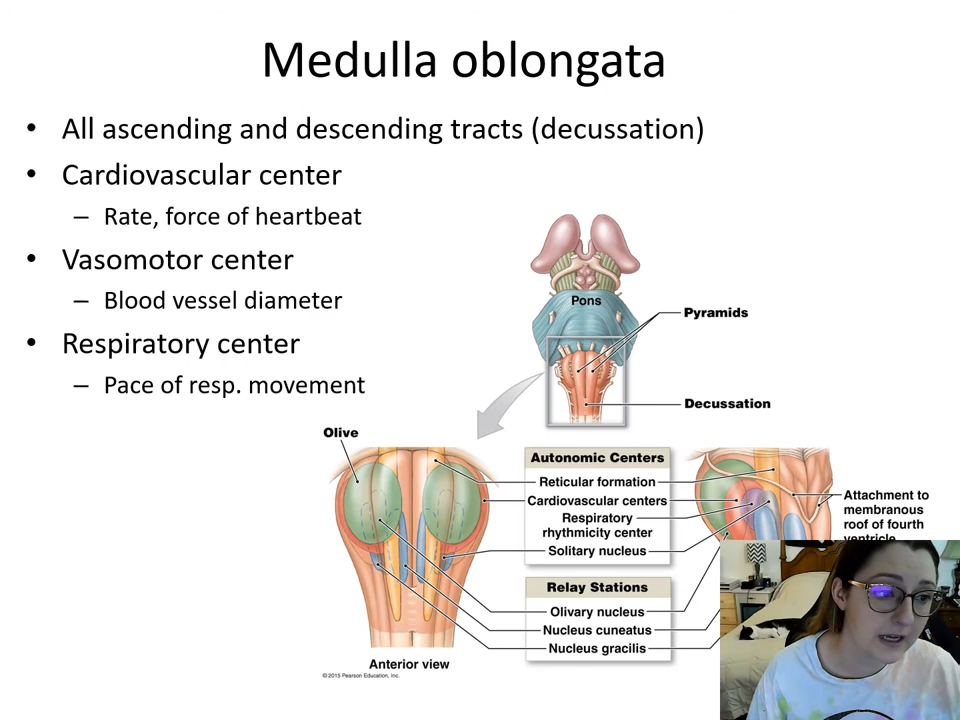 Medulla oblongata
• All ascending and descending tracts (decussation)
• Cardiovascular center
– Rate, force of heartbeat
• Vasomotor center
– Blood vessel diameter
• Respiratory center
– Pace of resp. movement
Pons
Pyramids
Decussation
Olive
Autonomic Centers
Reticular formation
Cardiovascular centers
Respiratory
rhythmicity center
Solitary nucleus
Attachment to
membranous
roof of fourth
ventricle
Relay Stations
Olivary nucleus
Nucleus cuneatus
Nucleus gracilis
Anterior view
© 2015 Pearson Education, Inc.